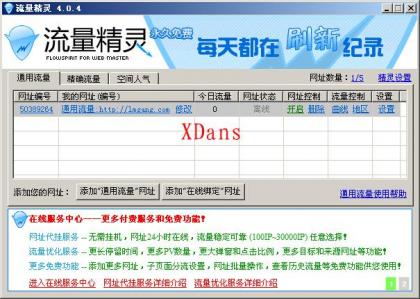 流量精灵 4.0.4
流量精灵 永久免费
FLOWSPIRIT FOR WEB MASTER
每天都在刷新纪录
通用流量 精确流量 空间人气 网址数量:1/5 精灵设置
网址编号 我的网址(编号) 今日流量 网址状态 网址控制 流量控制 设置
50389264 通用流量:http://lmgung.com 修改 0 离线 开启 删除 曲线 地区 设置
XDans
添加您的网址: 添加"通用流量"网址 添加"在线绑定"网址 通用流量使用帮助
在线服务中心——更多付费服务和免费功能!
网址代挂服务 - 无需挂机,网址24小时在线,流量稳定可靠 (100IP~30000IP) 任意选择!
流量优化服务 - 更长停留时间,更多PV数量,更大弹窗和点击比例,更多目标和来源网址等功能!
更多免费功能 - 添加更多网址,子页面分流设置,网址批量操作,查看历史流量等免费功能供您使用!
进入在线服务中心 网址代挂服务详细介绍 流量优化服务详细介绍
1 2